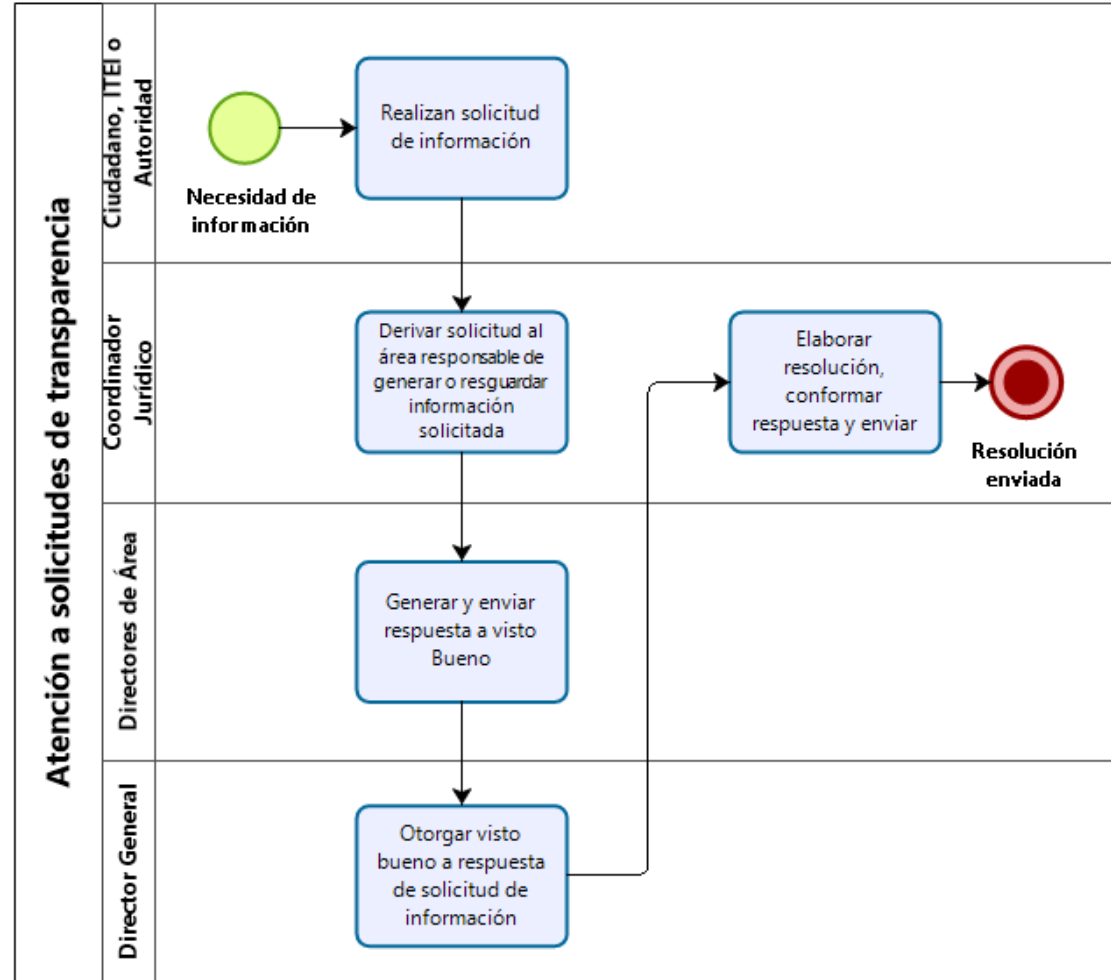 Atención a solicitudes de transparencia
Ciudadano, ITEI o
Autoridad
Necesidad de
información
Realizan solicitud
de información
Coordinador
Jurídico
Derivar solicitud al
área responsable de
generar o resguardar
información
solicitada
Elaborar
resolución,
conformar
respuesta y enviar
Resolución
enviada
Directores de Área
Generar y enviar
respuesta a visto
Bueno
Director General
Otorgar visto
bueno a respuesta
de solicitud de
información